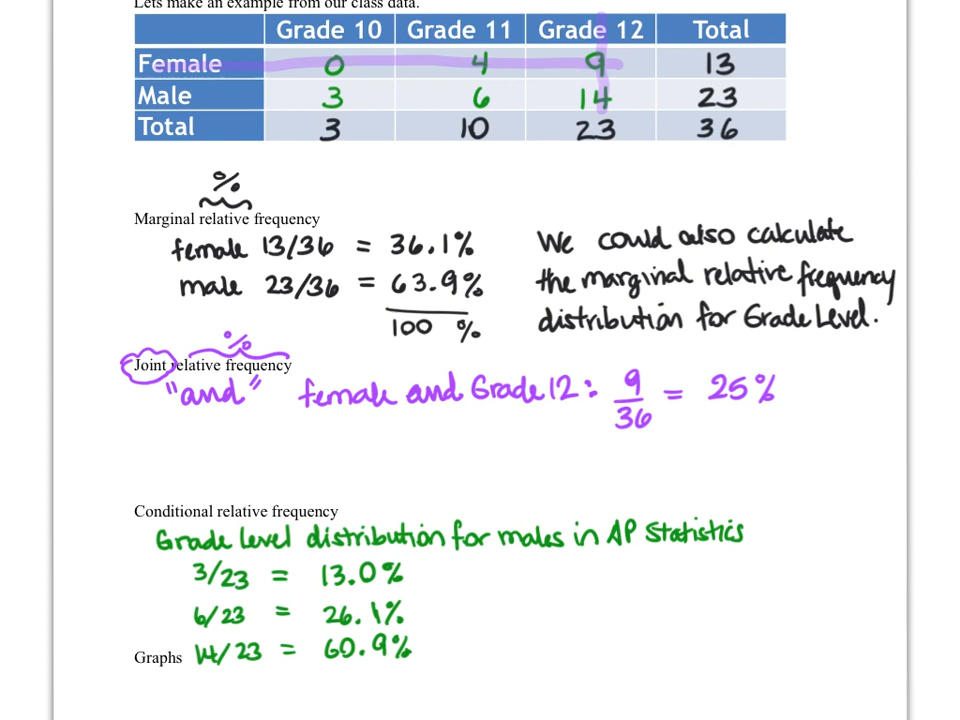 Lets make an example from our class data.
Grade 10 Grade 11 Grade 12 Total
Female 0 4 9 13
Male 3 6 14 23
Total 3 10 23 36
%
Marginal relative frequency
female 13/36 = 36.1%
male 23/36 = 63.9%
100 %
We could also calculate
the marginal relative frequency
distribution for Grade Level.
%
Joint relative frequency
"and" female and Grade 12: 9/36 = 25%
Conditional relative frequency
Grade level distribution for males in AP Statistics
3/23 = 13.0%
6/23 = 26.1%
14/23 = 60.9%
Graphs